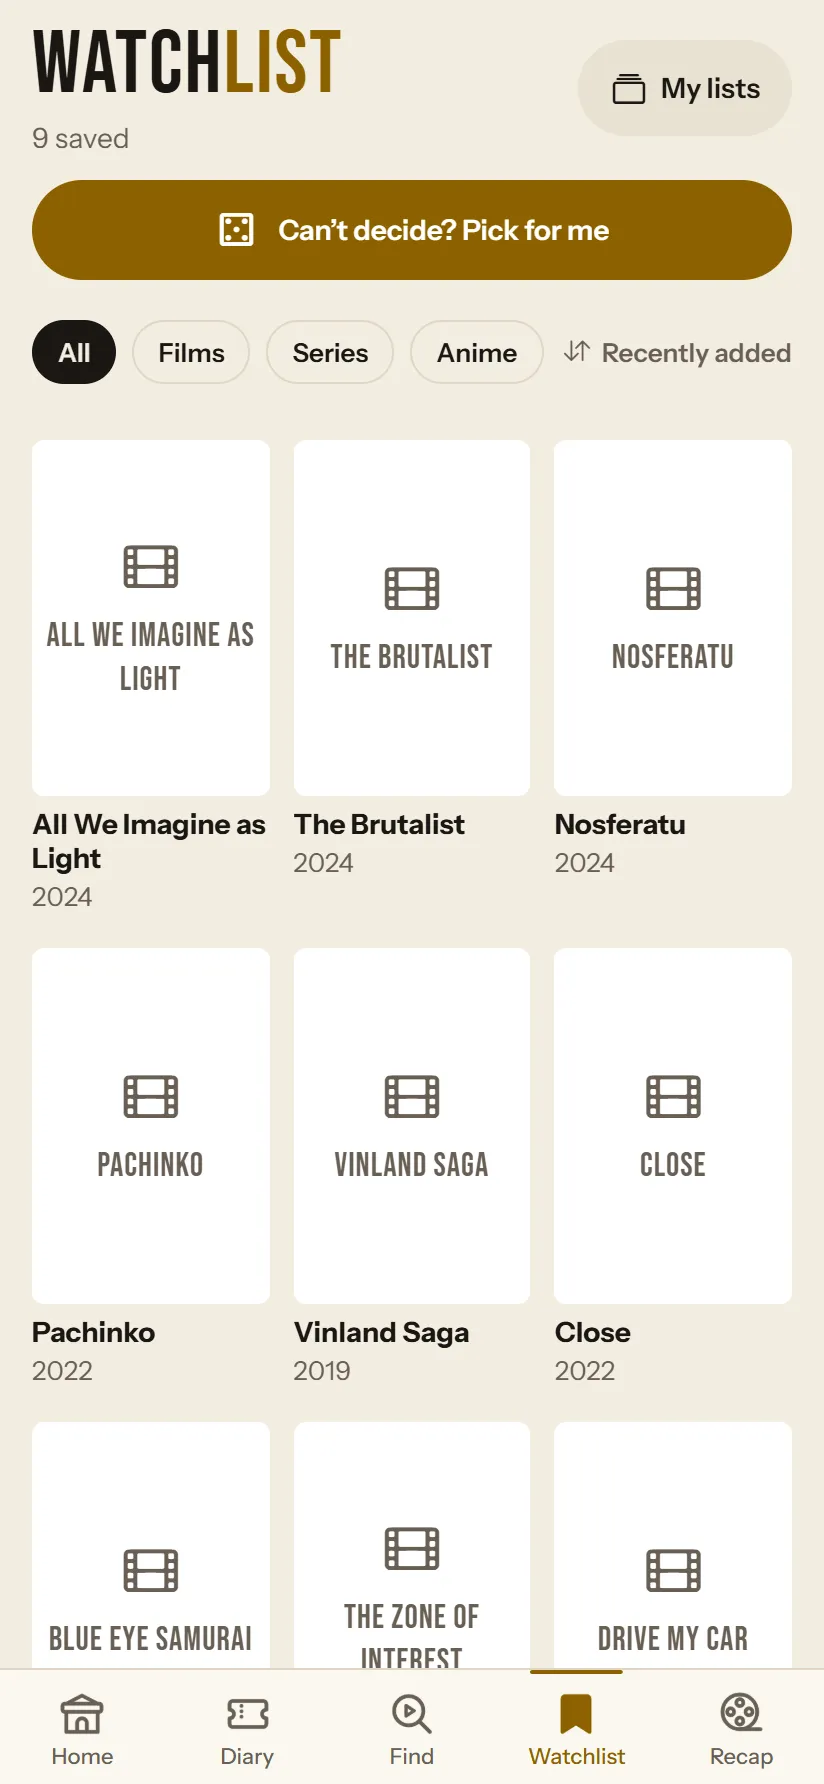 WATCHLIST
9 saved
My lists
Can’t decide? Pick for me
All
Films
Series
Anime
Recently added
ALL WE IMAGINE AS
LIGHT
THE BRUTALIST
NOSFERATU
All We Imagine as
Light
2024
The Brutalist
2024
Nosferatu
2024
PACHINKO
VINLAND SAGA
CLOSE
Pachinko
2022
Vinland Saga
2019
Close
2022
BLUE EYE SAMURAI
THE ZONE OF
INTEREST
DRIVE MY CAR
Home
Diary
Find
Watchlist
Recap